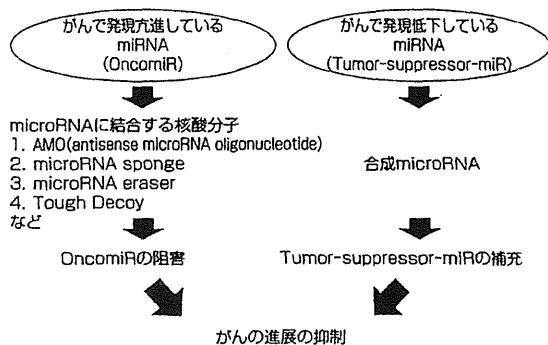 がんで発現亢進している
miRNA
(OncomiR)
がんで発現低下している
miRNA
(Tumor-suppressor-miR)
microRNAに結合する核酸分子
1. AMO(antisense microRNA oligonucleotide)
2. microRNA sponge
3. microRNA eraser
4. Tough Decoy
など
合成microRNA
OncomiRの阻害
Tumor-suppressor-miRの補充
がんの進展の抑制